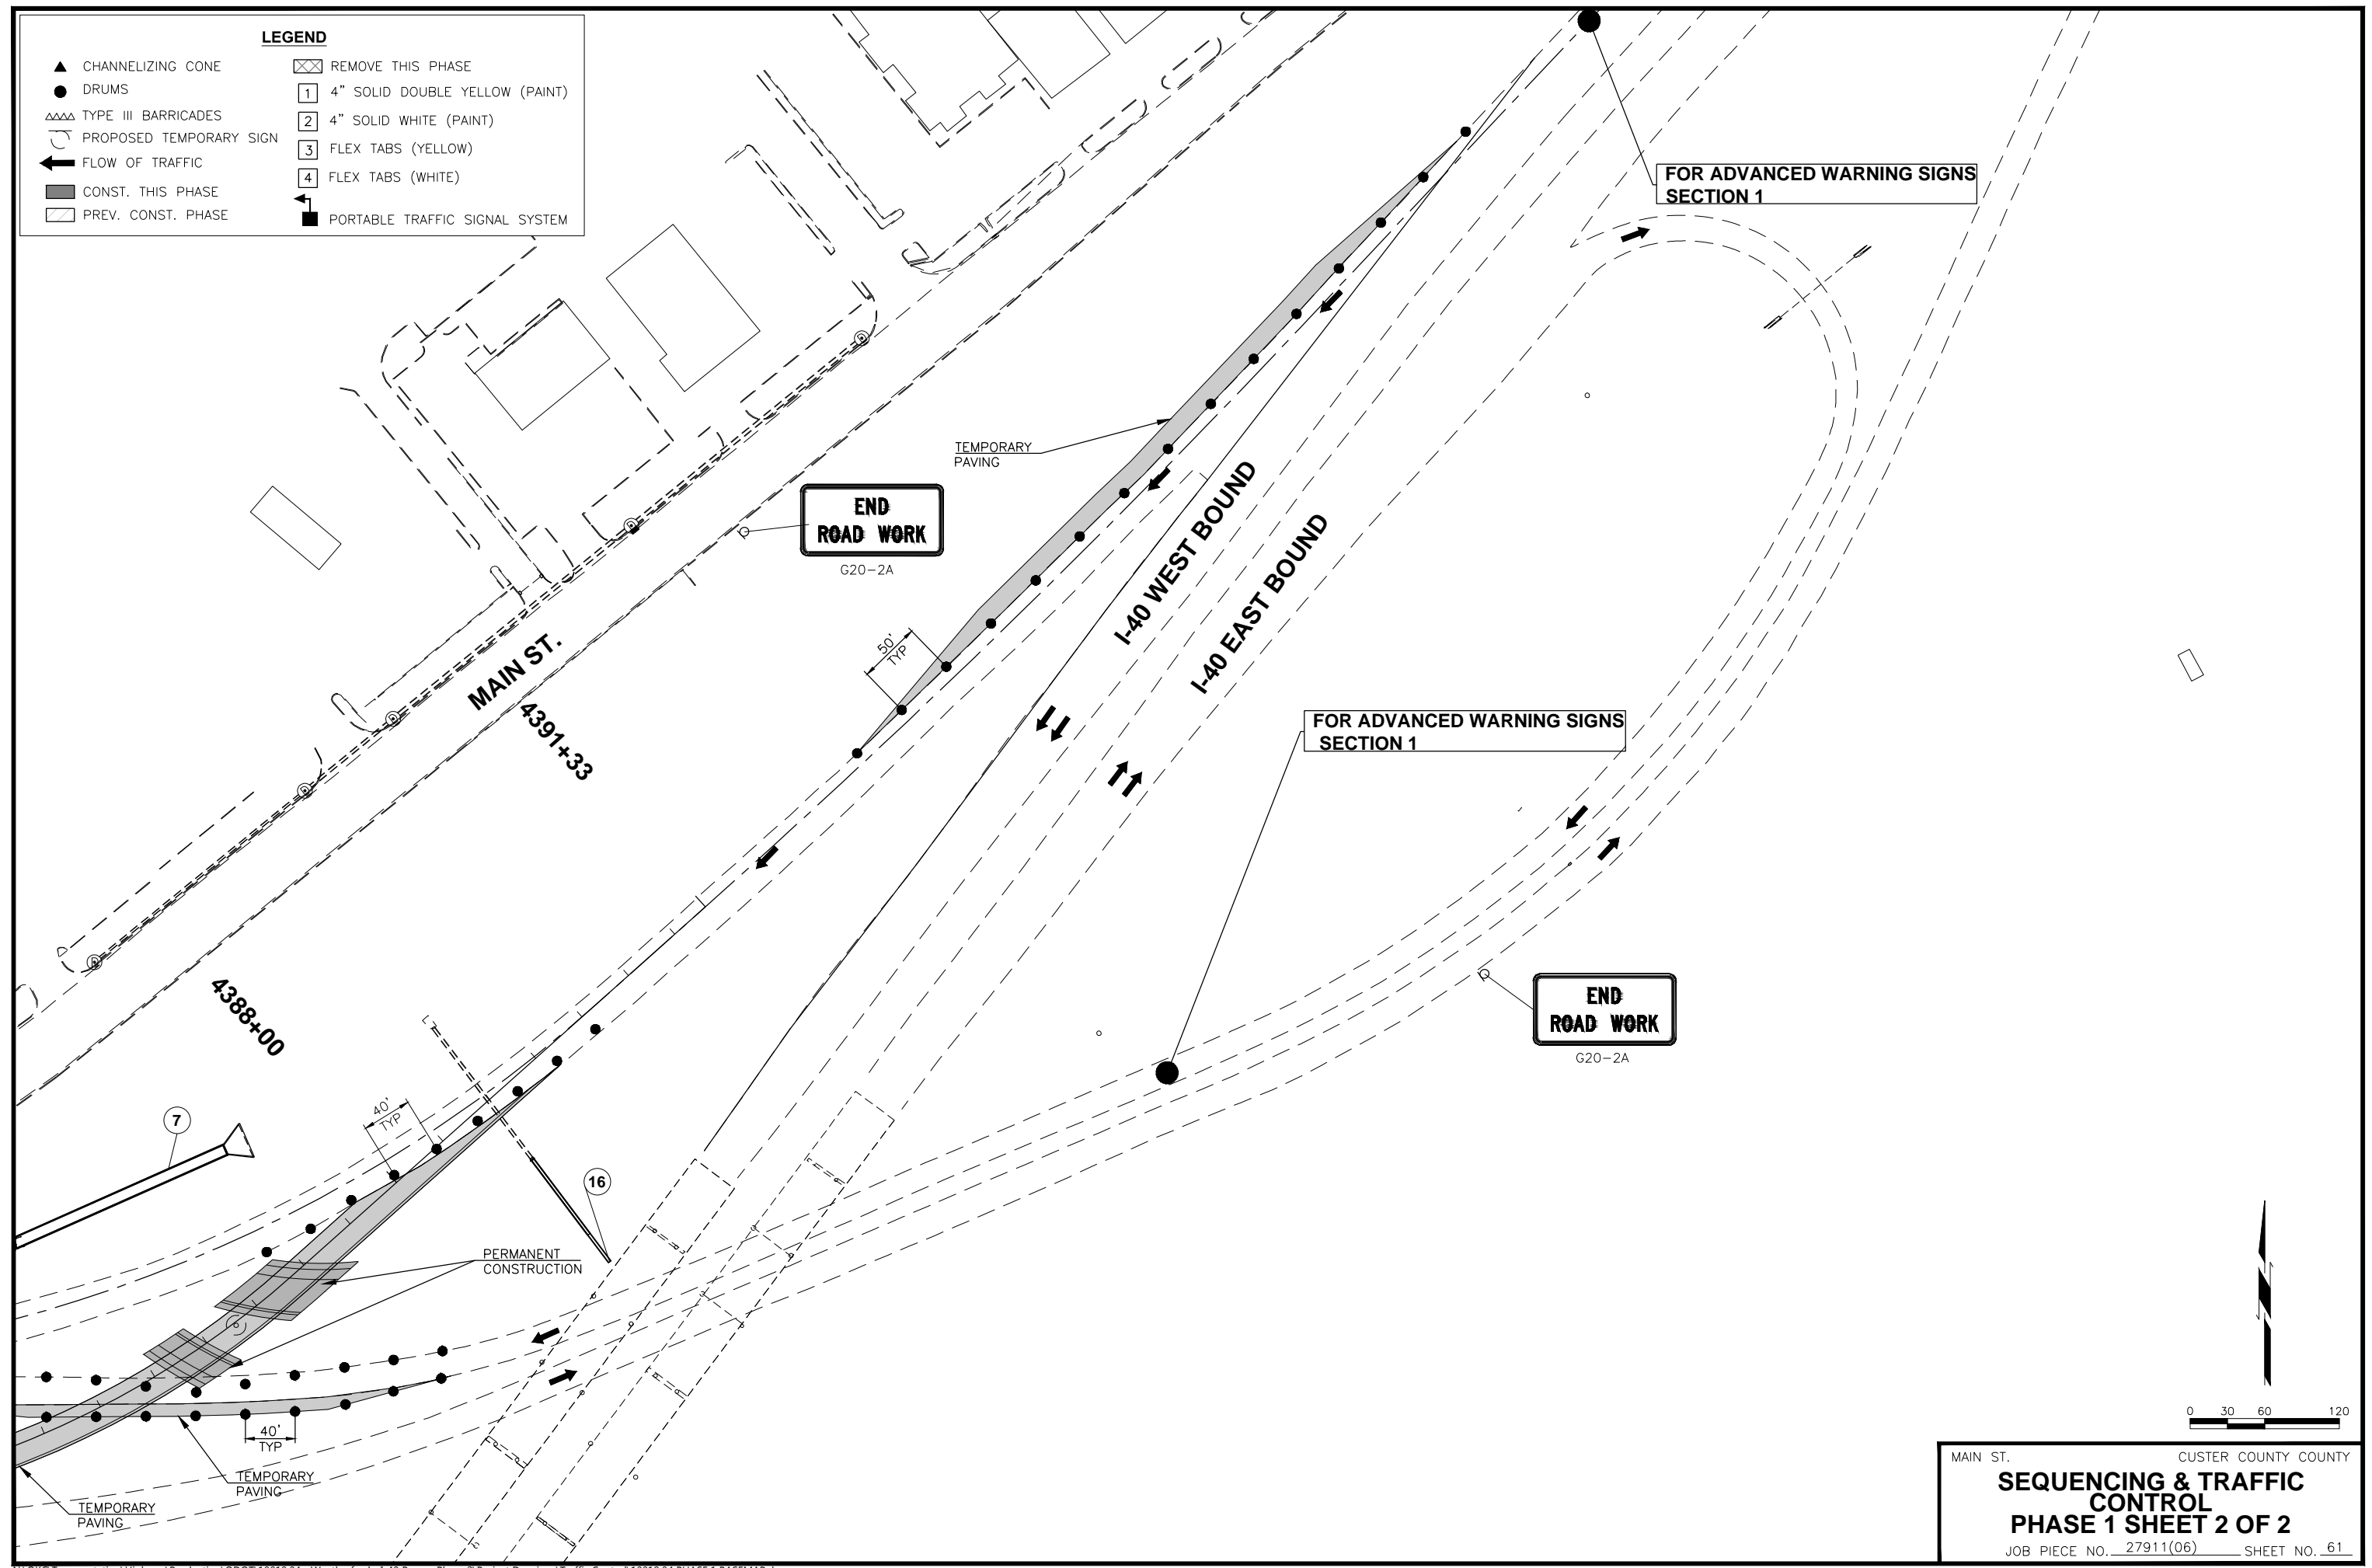 LEGEND
CHANNELIZING CONE
DRUMS
TYPE III BARRICADES
PROPOSED TEMPORARY SIGN
FLOW OF TRAFFIC
CONST. THIS PHASE
PREV. CONST. PHASE
REMOVE THIS PHASE
1 4" SOLID DOUBLE YELLOW (PAINT)
2 4" SOLID WHITE (PAINT)
3 FLEX TABS (YELLOW)
4 FLEX TABS (WHITE)
PORTABLE TRAFFIC SIGNAL SYSTEM
FOR ADVANCED WARNING SIGNS
SECTION 1
TEMPORARY
PAVING
END
ROAD WORK
G20-2A
I-40 WEST BOUND
I-40 EAST BOUND
50'
TYP
MAIN ST.
4391+33
FOR ADVANCED WARNING SIGNS
SECTION 1
4388+00
END
ROAD WORK
G20-2A
7
40'
TYP
16
PERMANENT
CONSTRUCTION
40'
TYP
TEMPORARY
PAVING
TEMPORARY
PAVING
0 30 60 120
MAIN ST. CUSTER COUNTY COUNTY
SEQUENCING & TRAFFIC
CONTROL
PHASE 1 SHEET 2 OF 2
JOB PIECE NO. 27911(06) SHEET NO. 61